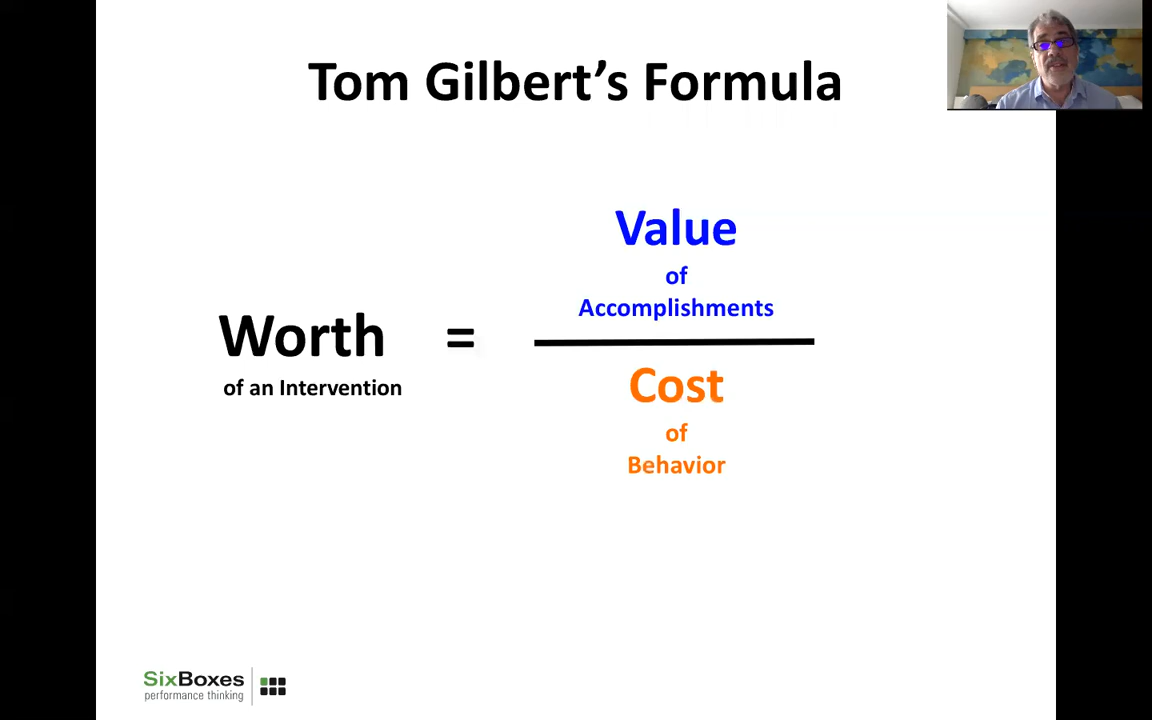 Tom Gilbert’s Formula
Value
of
Accomplishments
Worth =
of an Intervention
Cost
of
Behavior
SixBoxes
performance thinking